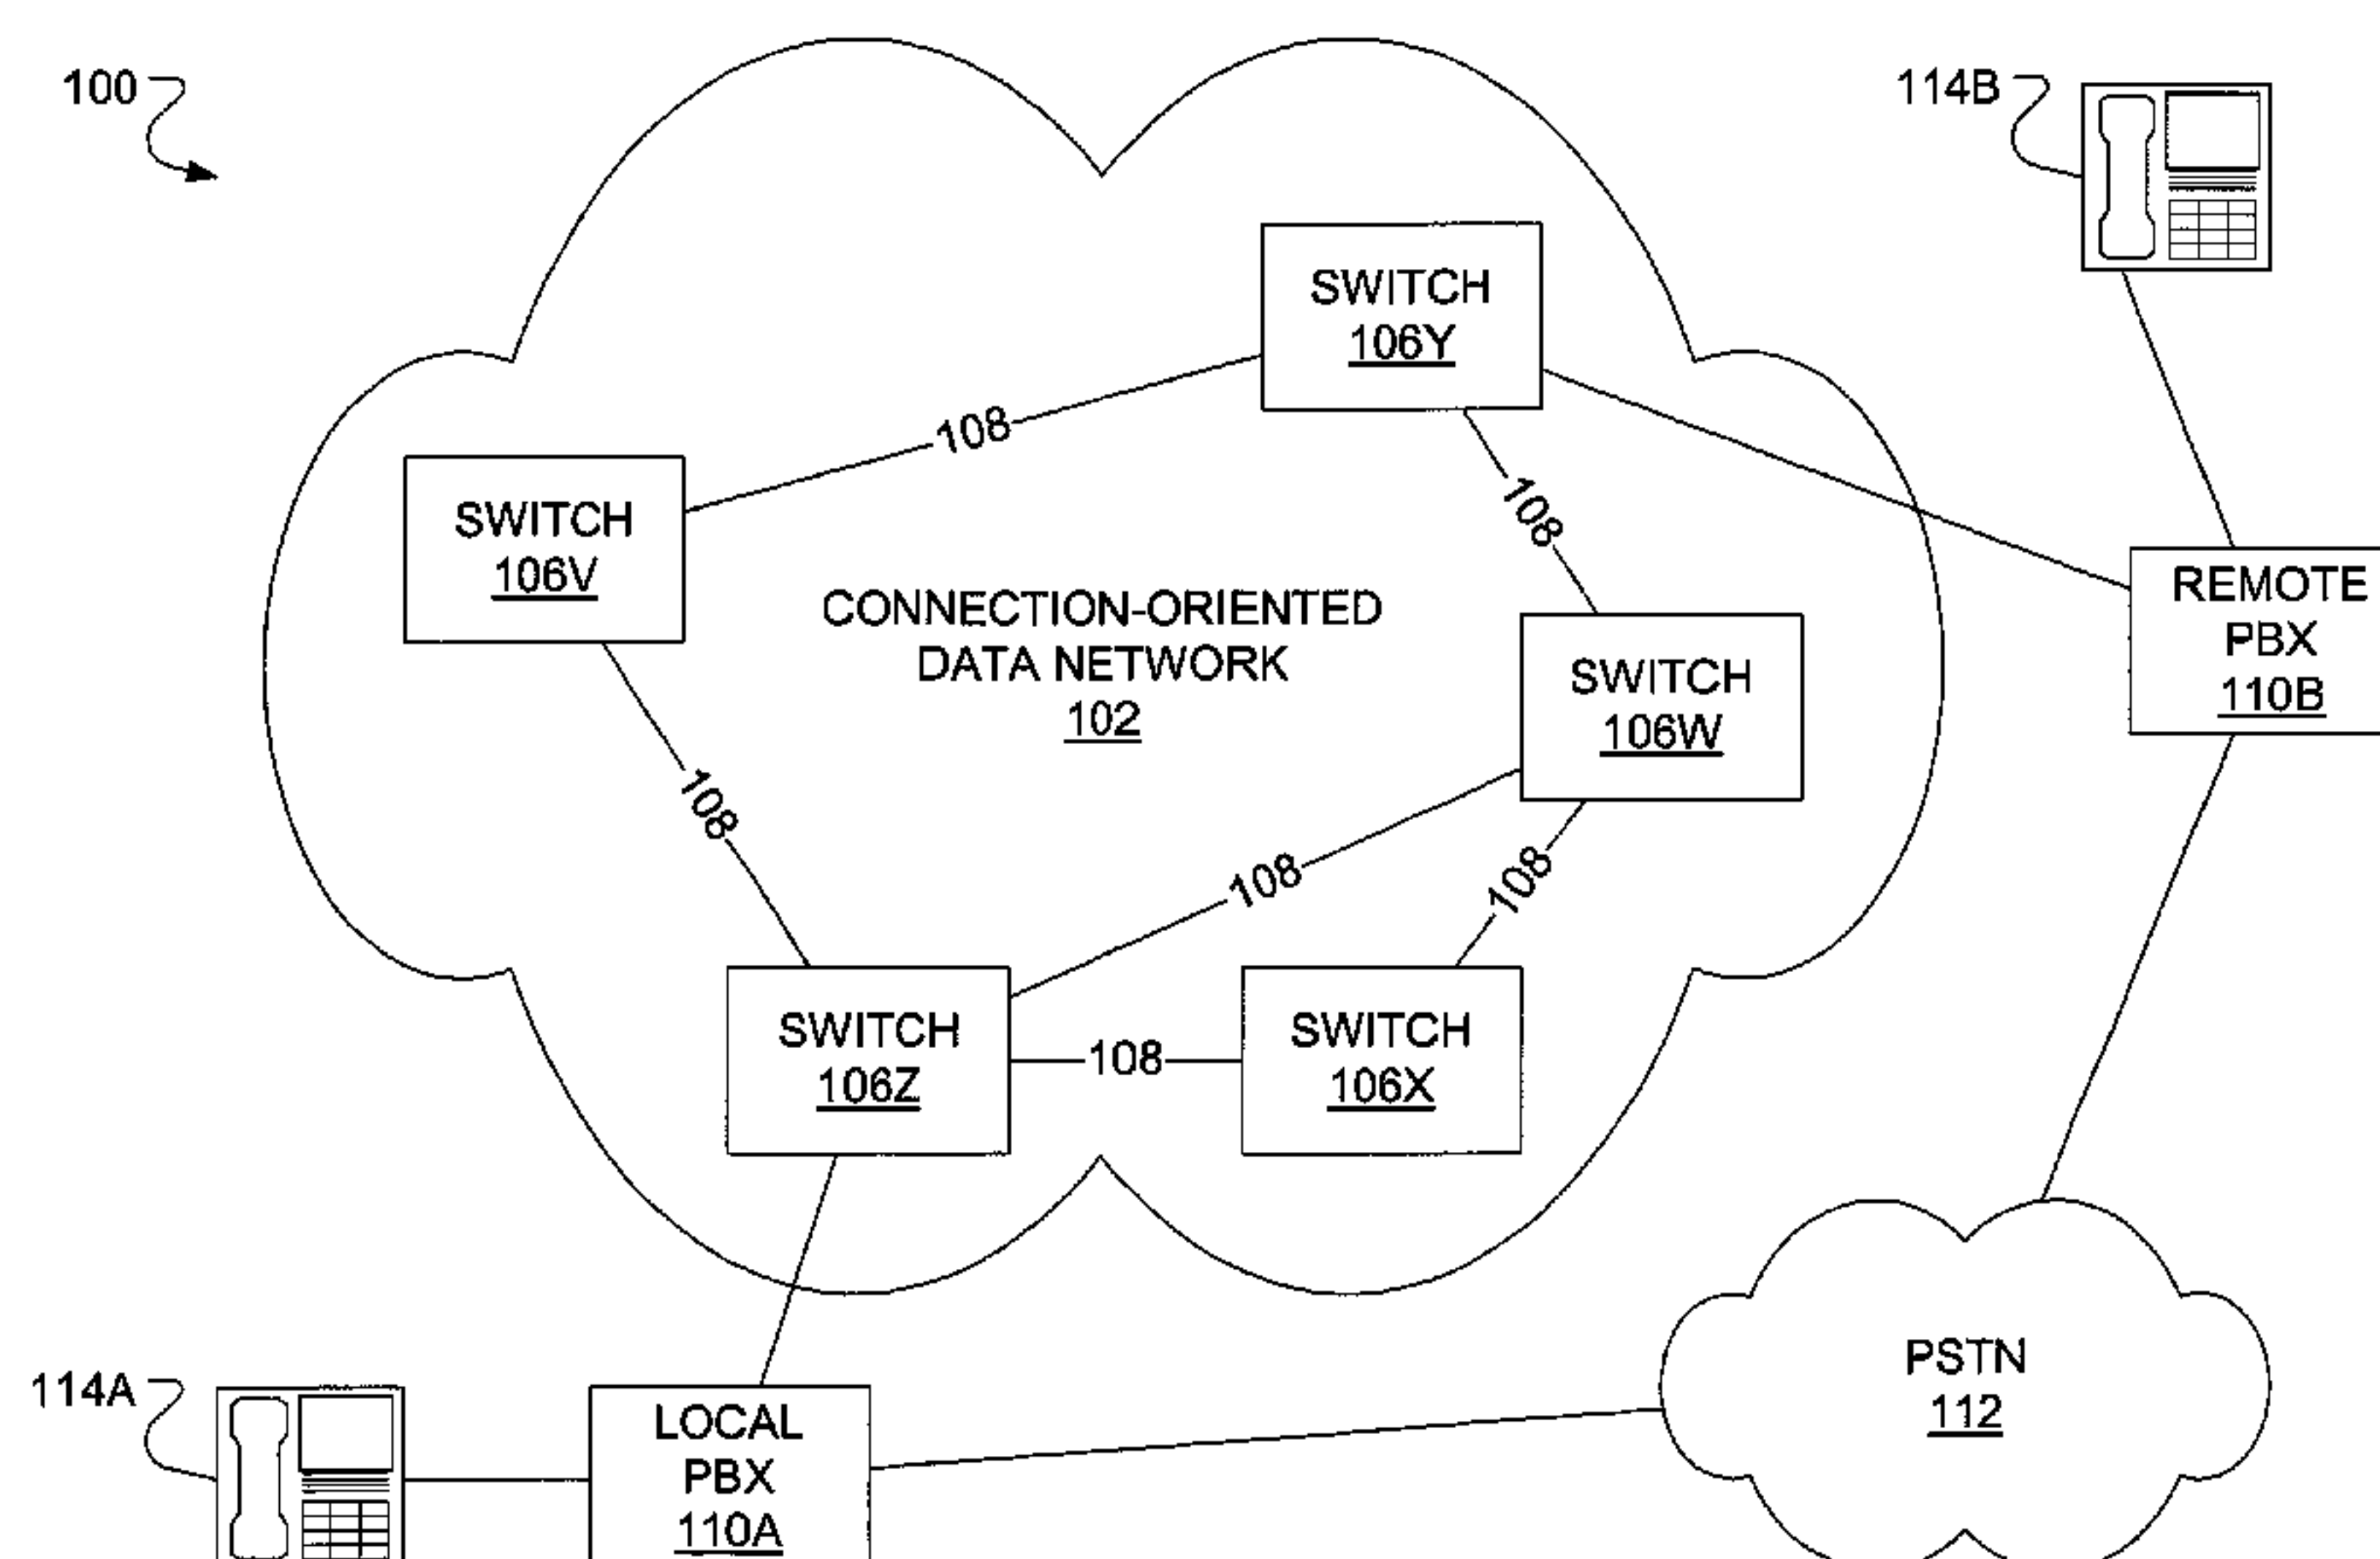 100
114B
SWITCH
106Y
108
SWITCH
106V
108
CONNECTION-ORIENTED
DATA NETWORK
102
REMOTE
PBX
110B
SWITCH
106W
108
108
108
SWITCH
106Z
108
SWITCH
106X
PSTN
112
114A
LOCAL
PBX
110A